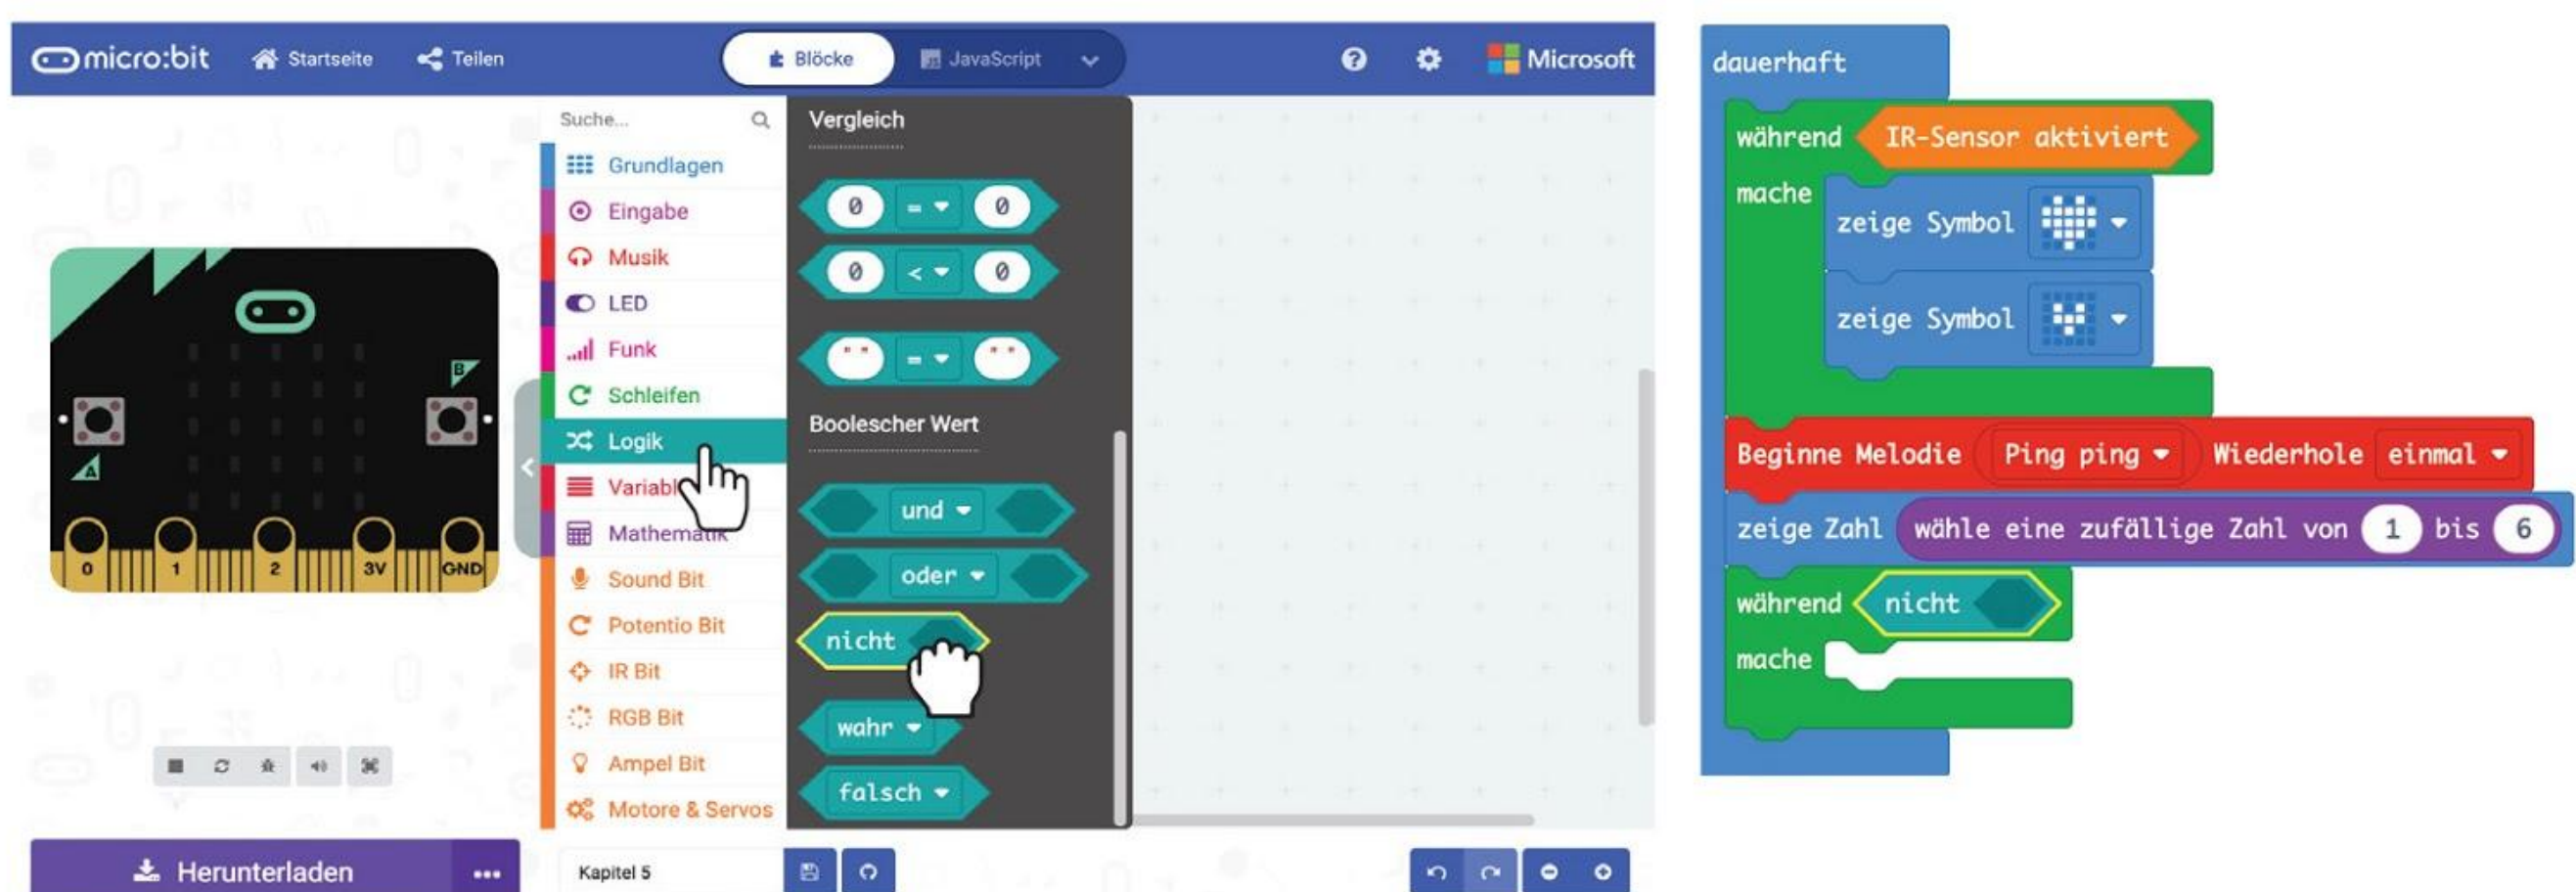 micro:bit Startseite Teilen Blöcke JavaScript Microsoft
Suche...
Grundlagen
Eingabe
Musik
LED
Funk
Schleifen
Logik
Variabl
Mathematik
Sound Bit
Potentio Bit
IR Bit
RGB Bit
Ampel Bit
Motore & Servos
Vergleich
0 = 0
0 < 0
" " = " "
Boolescher Wert
und
oder
nicht
wahr
falsch
B
A
0 1 2 3V GND
Herunterladen ...
Kapitel 5
dauerhaft
während IR-Sensor aktiviert
mache
zeige Symbol
zeige Symbol
Beginne Melodie Ping ping Wiederhole einmal
zeige Zahl wähle eine zufällige Zahl von 1 bis 6
während nicht
mache